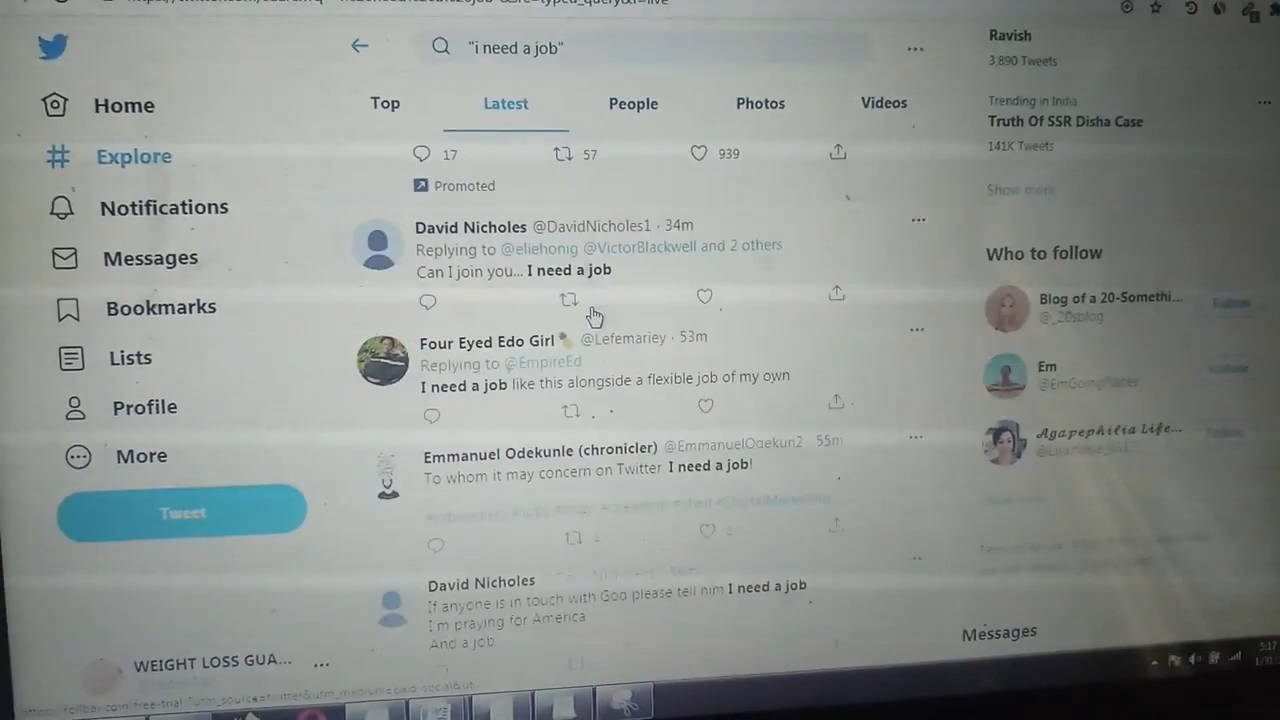 "i need a job"
Home
Explore
Notifications
Messages
Bookmarks
Lists
Profile
More
Tweet
WEIGHT LOSS GUA...
Top Latest People Photos Videos
17 57 939
Promoted
David Nicholes @DavidNicholes1 · 34m
Replying to @eliehonig @VictorBlackwell and 2 others
Can I join you... I need a job
Four Eyed Edo Girl @Lefemariey · 53m
Replying to @EmpireEd
I need a job like this alongside a flexible job of my own
Emmanuel Odekunle (chronicler) @EmmanuelOdekun2 · 55m
To whom it may concern on Twitter I need a job!
David Nicholes
If anyone is in touch with God please tell him I need a job
I'm praying for America
And a job
Ravish
3,890 Tweets
Trending in India
Truth Of SSR Disha Case
141K Tweets
Show more
Who to follow
Blog of a 20-Somethi...
@_20sblog
Follow
Em
@EmGoingPlaces
Follow
Agapephilia Life...
Follow
Messages
5:17